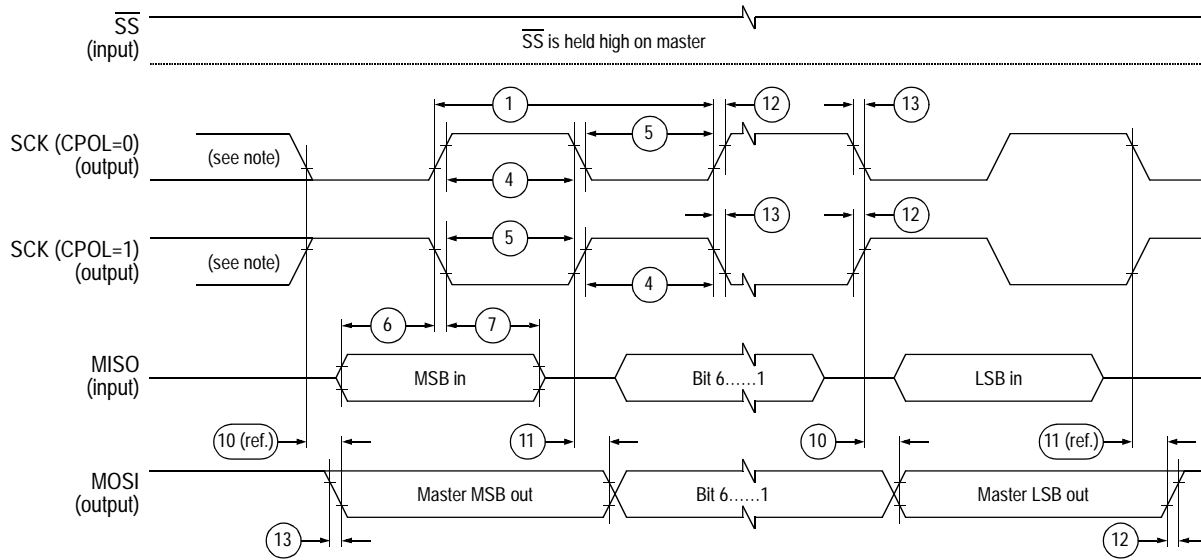 SS
(input)
SS is held high on master
1
12
13
SCK (CPOL=0)
(output)
(see note)
5
4
13
12
SCK (CPOL=1)
(output)
(see note)
5
4
6
7
MISO
(input)
MSB in
Bit 6......1
LSB in
10 (ref.)
11
10
11 (ref.)
MOSI
(output)
Master MSB out
Bit 6......1
Master LSB out
13
12